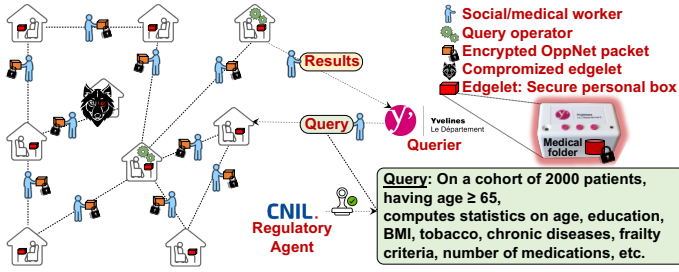 Social/medical worker
Query operator
Encrypted OppNet packet
Compromized edgelet
Edgelet: Secure personal box
Results
Query
y'
Yvelines
Le Département
Querier
Yvelines
Medical
folder
CNIL.
Regulatory
Agent
Query: On a cohort of 2000 patients,
having age ≥ 65,
computes statistics on age, education,
BMI, tobacco, chronic diseases, frailty
criteria, number of medications, etc.